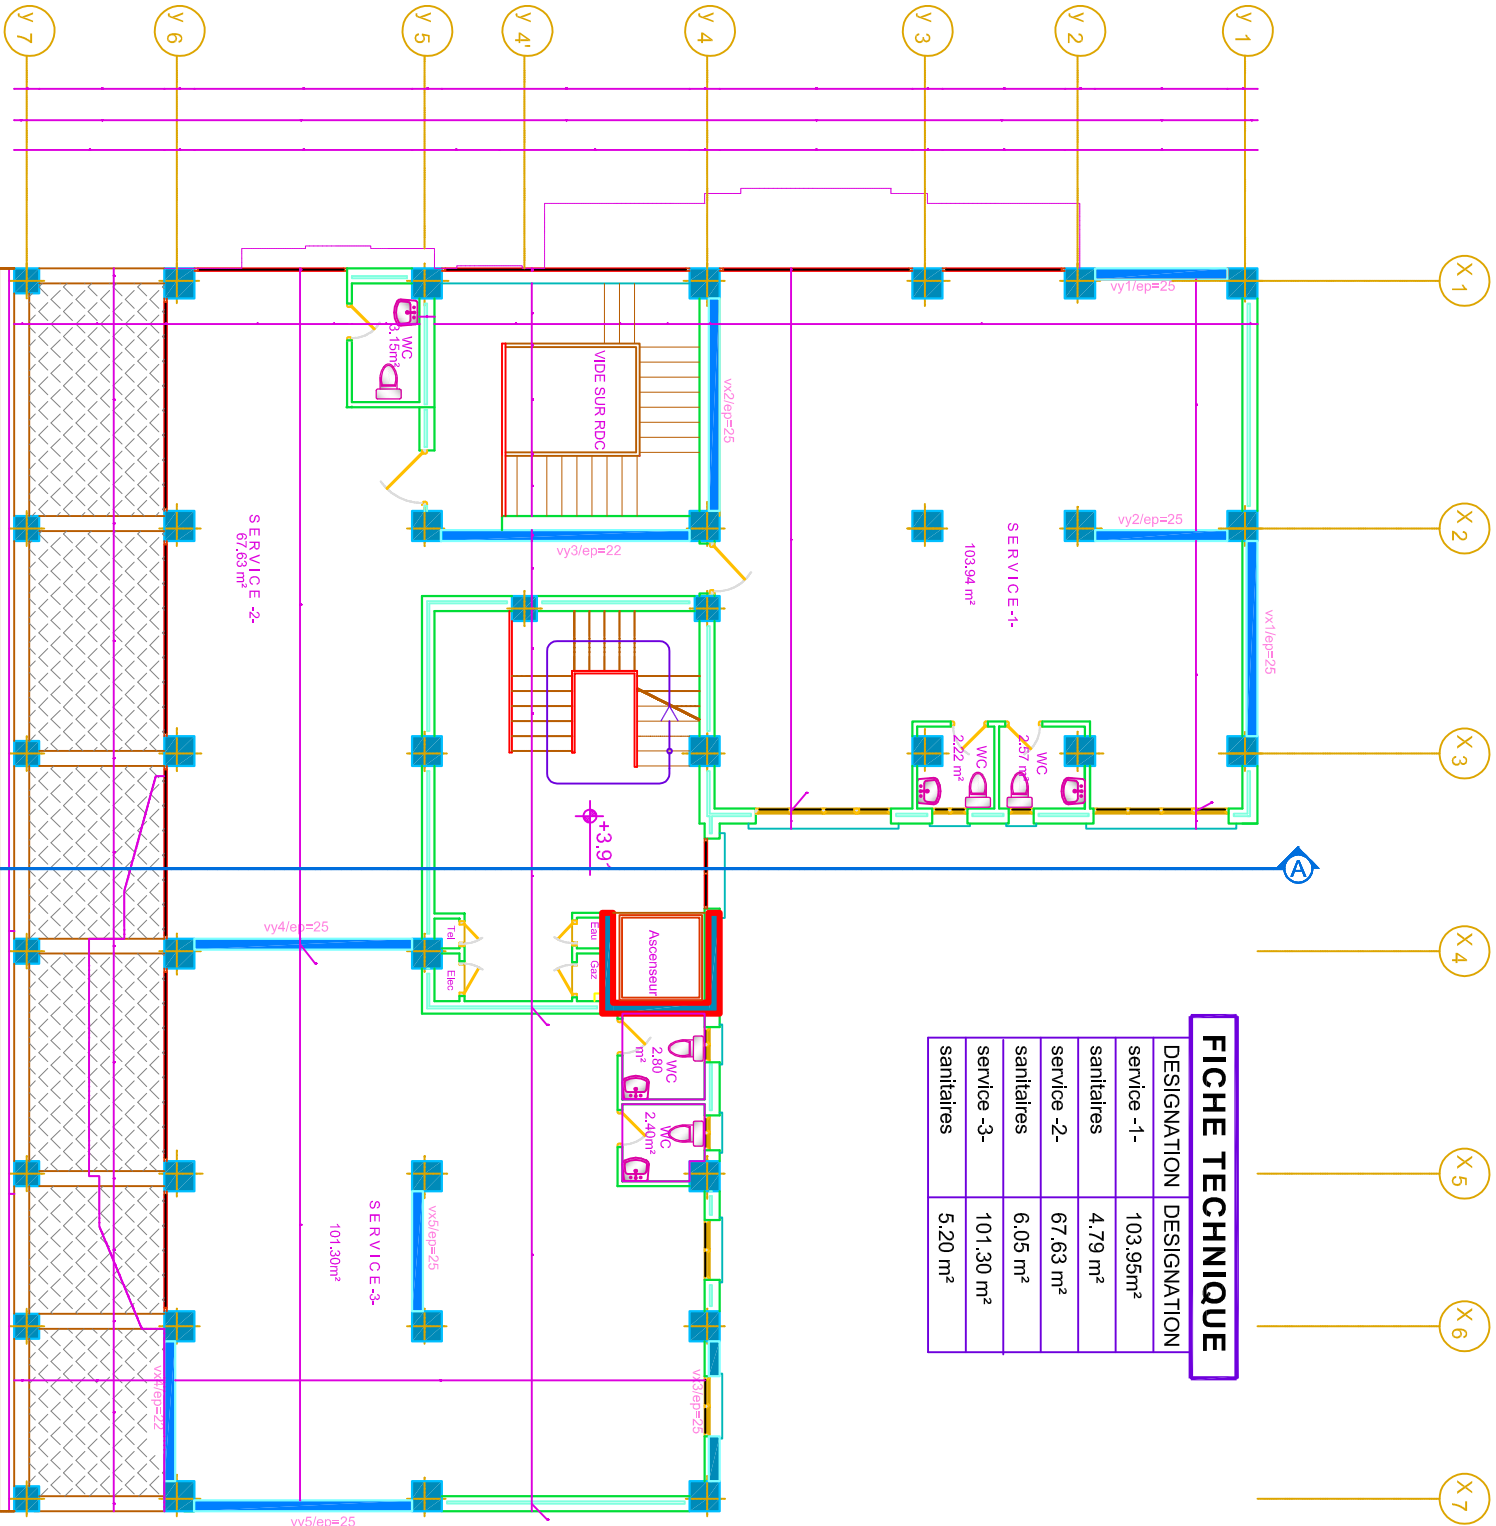 y 7
y 6
y 5
y 4'
y 4
y 3
y 2
y 1
X 1
X 2
X 3
X 4
X 5
X 6
X 7
vy1/ep=25
vx2/ep=25
vy2/ep=25
vy3/ep=22
vx1/ep=25
vy4/ep=25
vx5/ep=25
vx4/ep=22
vx3/ep=25
vy5/ep=25
WC
3.15m²
VIDE SUR RDC
SERVICE -2-
67.63 m²
SERVICE -1-
103.94 m²
WC
2.57 m²
WC
2.22 m²
+3.91
A
Tel
Elec
Eau
Gaz
Ascenseur
WC
2.80
m²
WC
2.40m²
SERVICE -3-
101.30m²
FICHE TECHNIQUE
DESIGNATION DESIGNATION
service -1- 103.95m²
sanitaires 4.79 m²
service -2- 67.63 m²
sanitaires 6.05 m²
service -3- 101.30 m²
sanitaires 5.20 m²